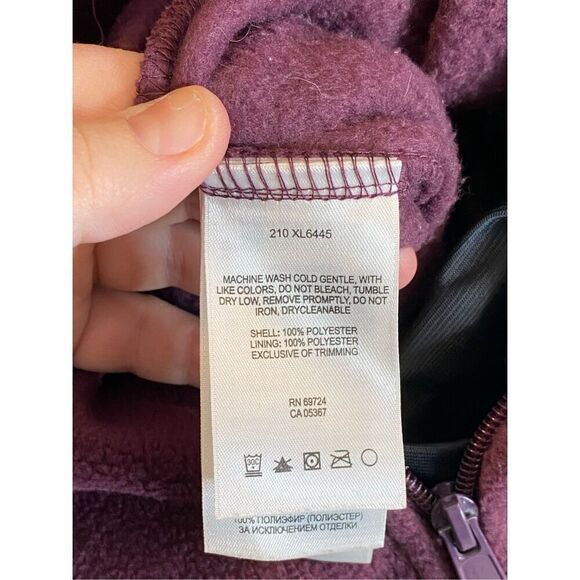 210 XL6445
MACHINE WASH COLD GENTLE, WITH
LIKE COLORS, DO NOT BLEACH, TUMBLE
DRY LOW, REMOVE PROMPTLY, DO NOT
IRON, DRYCLEANABLE
SHELL: 100% POLYESTER
LINING: 100% POLYESTER
EXCLUSIVE OF TRIMMING
RN 69724
CA 05367
30C
100% ПОЛИЭФИР (ПОЛИЭСТЕР)
ЗА ИСКЛЮЧЕНИЕМ ОТДЕЛКИ